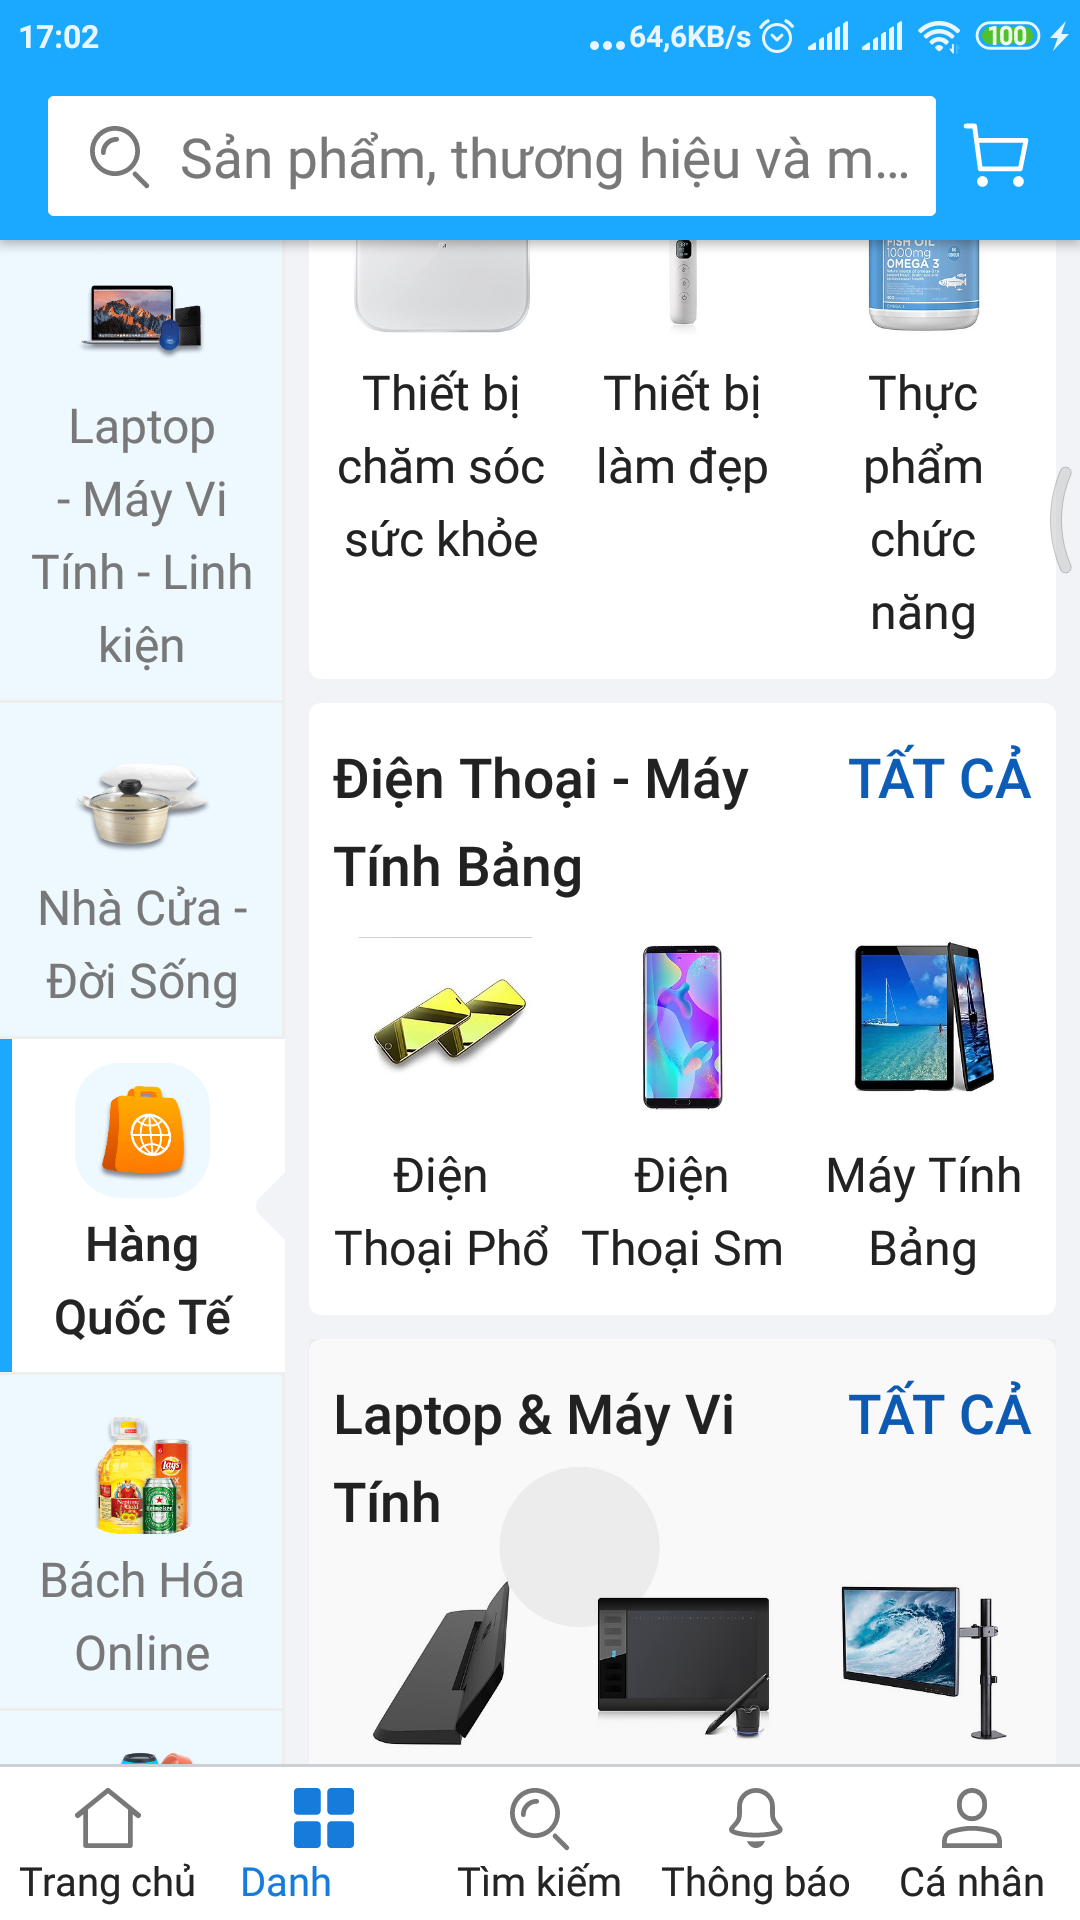 17:02
...64,6KB/s
100
Sản phẩm, thương hiệu và m...
FISH OIL
1000mg
OMEGA 3
Laptop
- Máy Vi
Tính - Linh
kiện
Thiết bị
chăm sóc
sức khỏe
Thiết bị
làm đẹp
Thực
phẩm
chức
năng
Nhà Cửa -
Đời Sống
Điện Thoại - Máy
Tính Bảng
TẤT CẢ
Điện
Thoại Phổ
Điện
Thoại Sm
Máy Tính
Bảng
Hàng
Quốc Tế
Laptop & Máy Vi
Tính
TẤT CẢ
Lay's
Neptune
Gold
Heineken
Bách Hóa
Online
Trang chủ
Danh
Tìm kiếm
Thông báo
Cá nhân